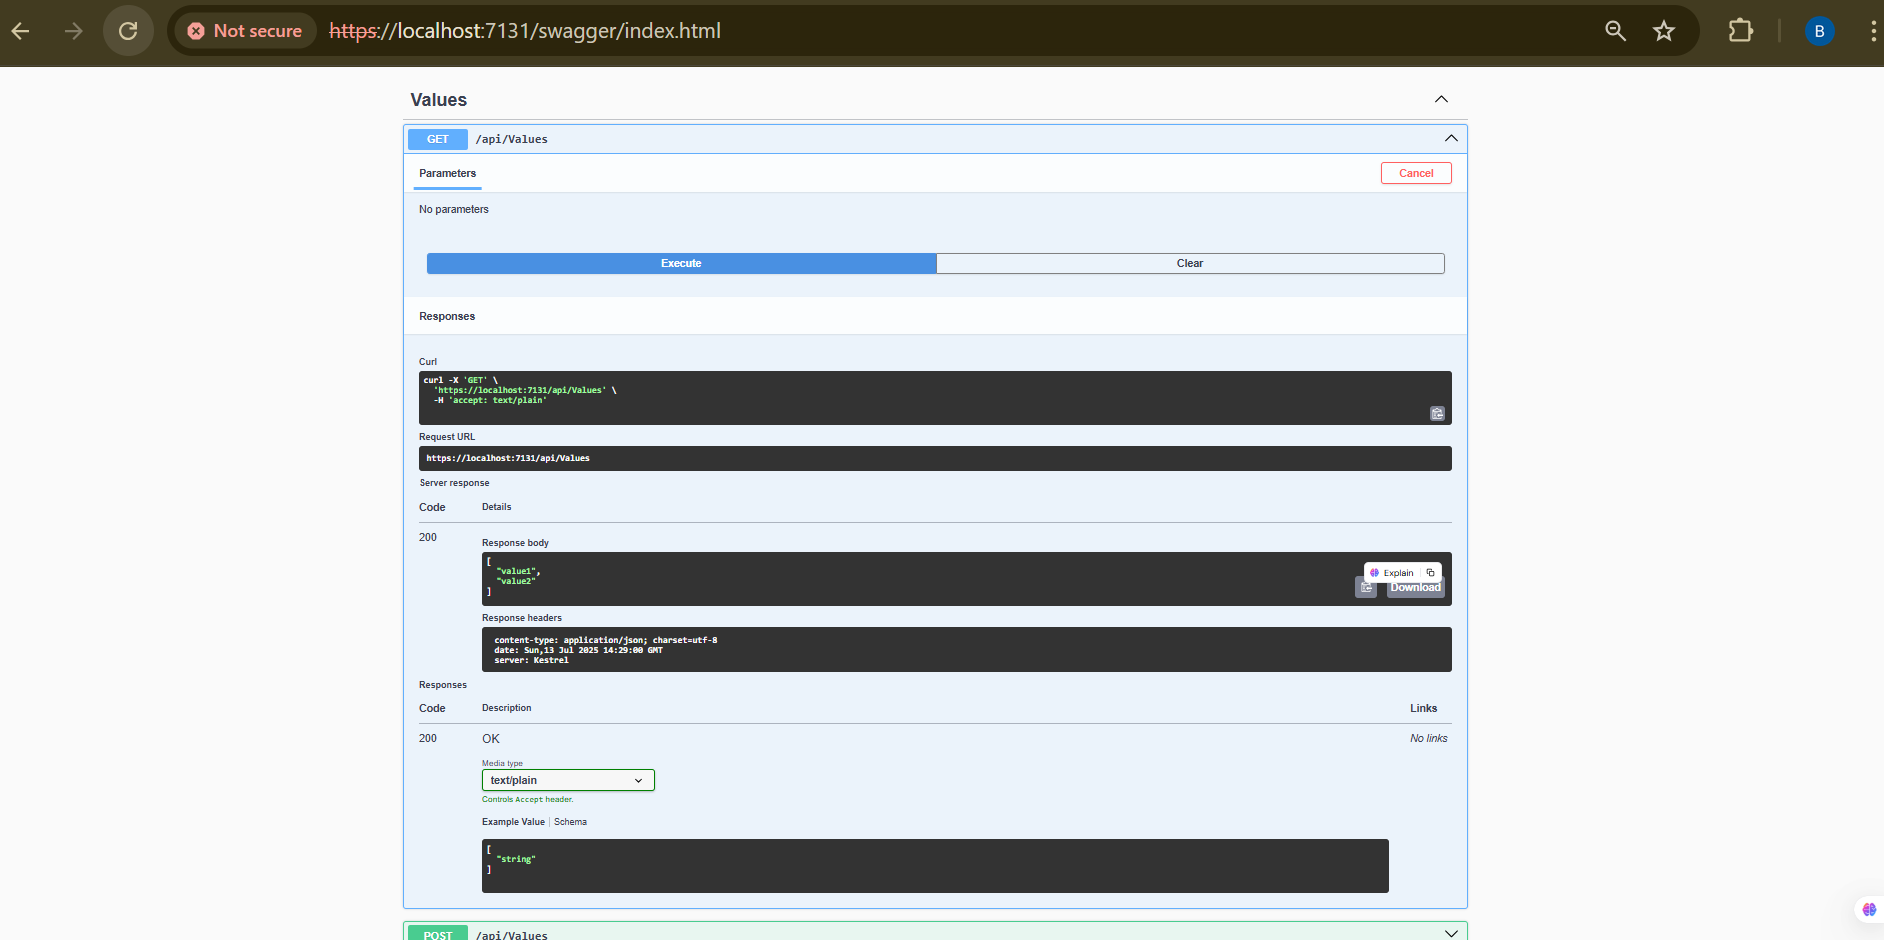 Not secure https://localhost:7131/swagger/index.html B
Values
GET /api/Values
Parameters Cancel
No parameters
Execute Clear
Responses
Curl
curl -X 'GET' \
'https://localhost:7131/api/Values' \
-H 'accept: text/plain'
Request URL
https://localhost:7131/api/Values
Server response
Code Details
200
Response body
[
"value1",
"value2"
]
Explain
Download
Response headers
content-type: application/json; charset=utf-8
date: Sun,13 Jul 2025 14:29:00 GMT
server: Kestrel
Responses
Code Description Links
200 OK No links
Media type
text/plain
Controls Accept header.
Example Value | Schema
[
"string"
]
POST /api/Values